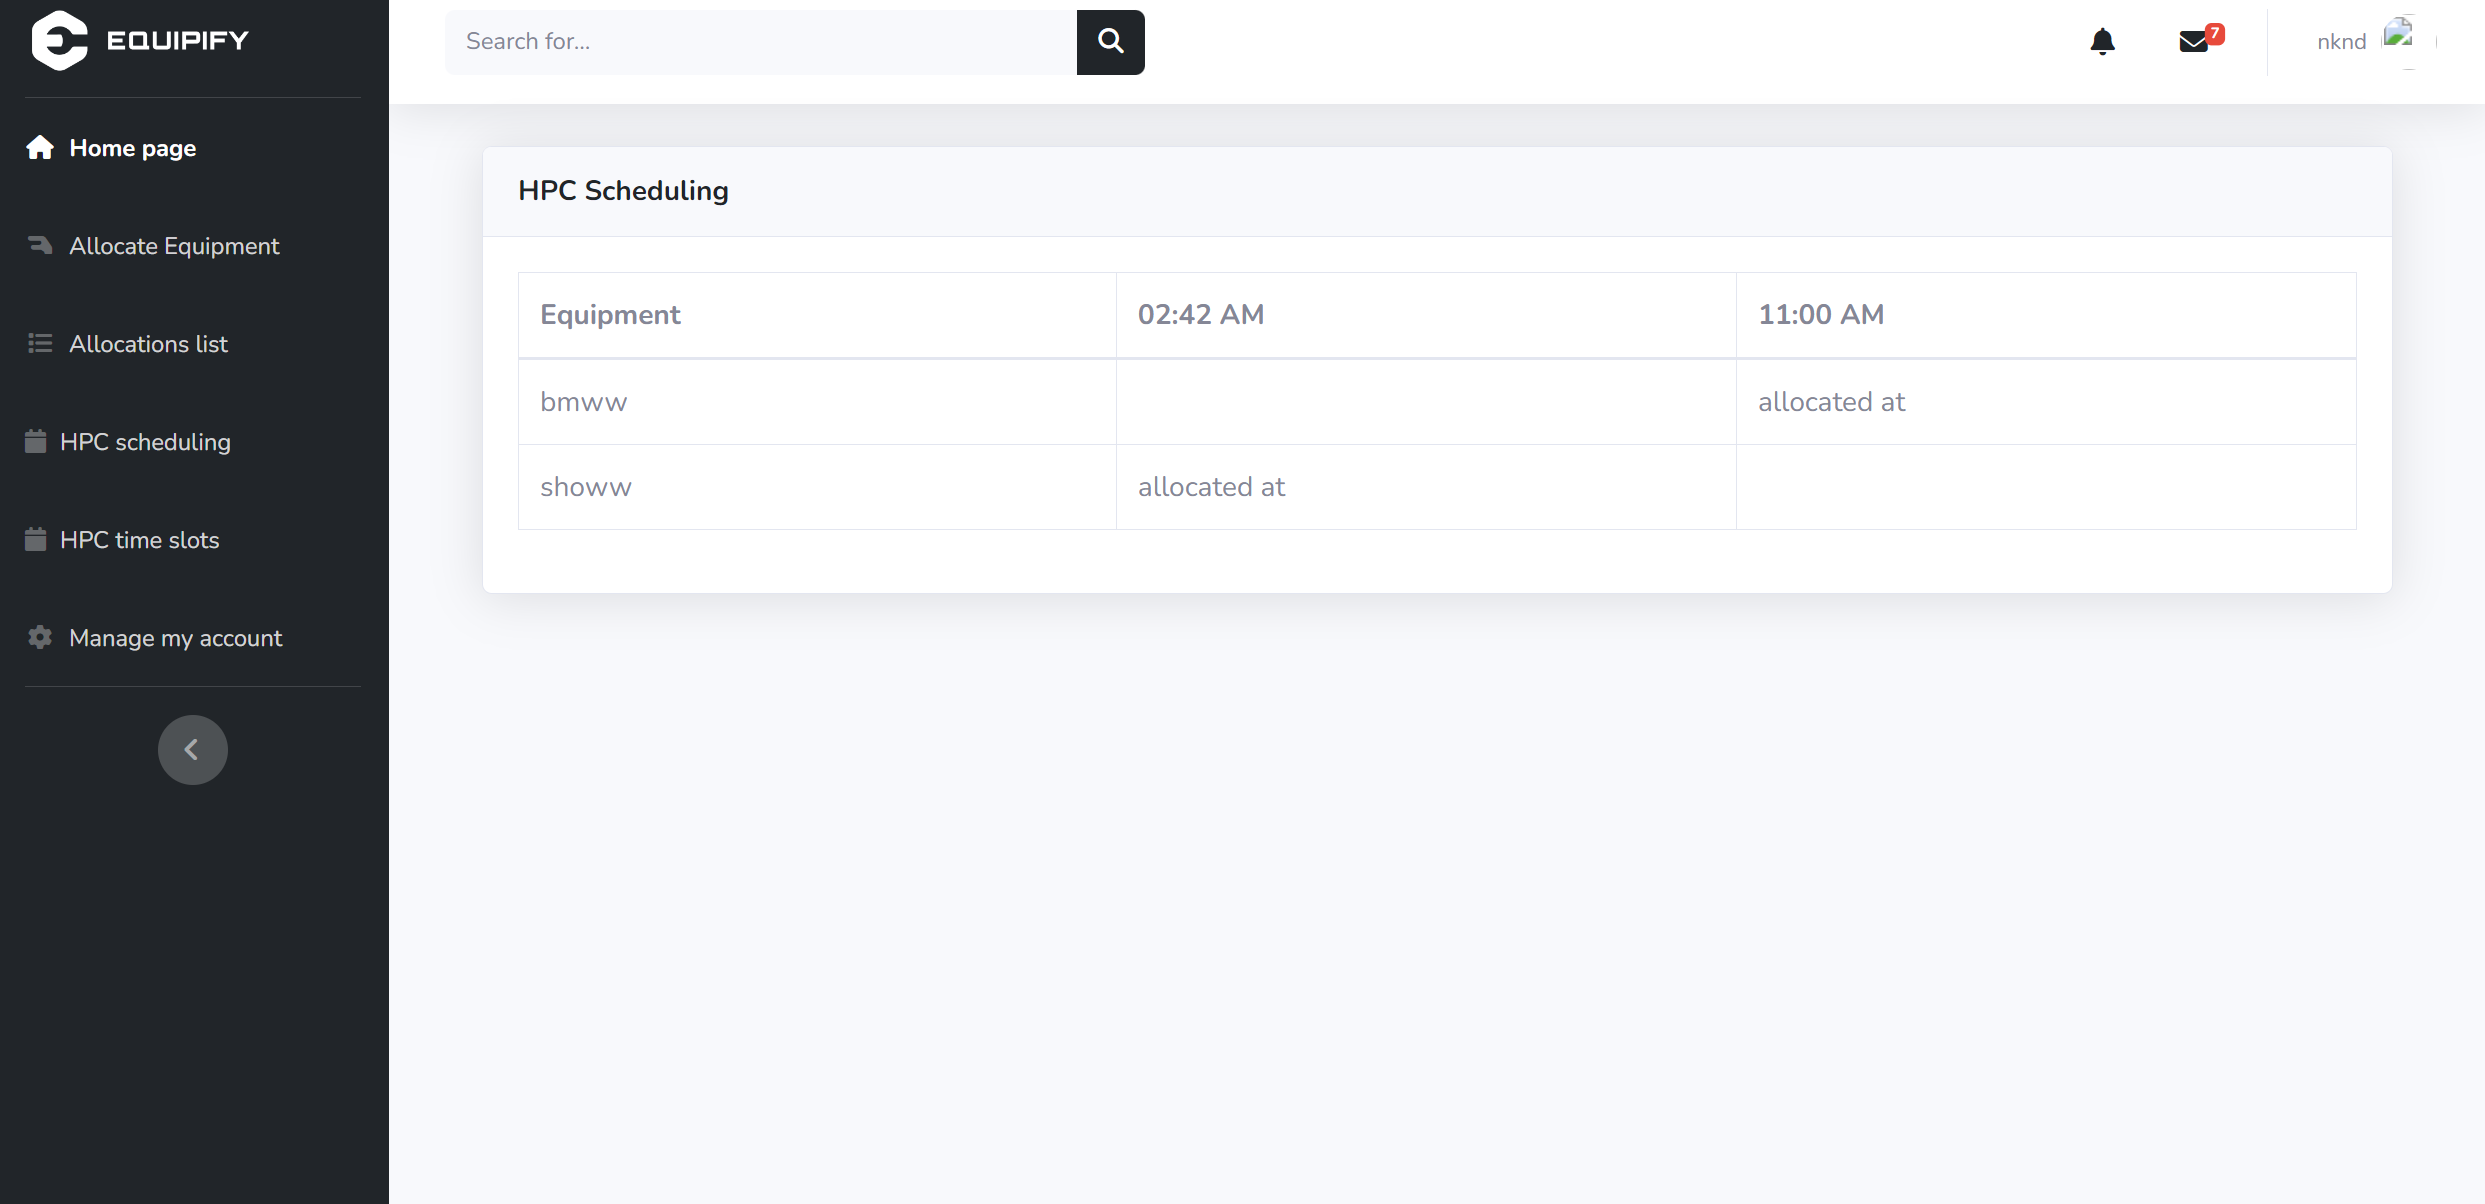 EQUIPIFY
Search for...
7
nknd
Home page
Allocate Equipment
Allocations list
HPC scheduling
HPC time slots
Manage my account
HPC Scheduling
Equipment 02:42 AM 11:00 AM
bmww allocated at
showw allocated at